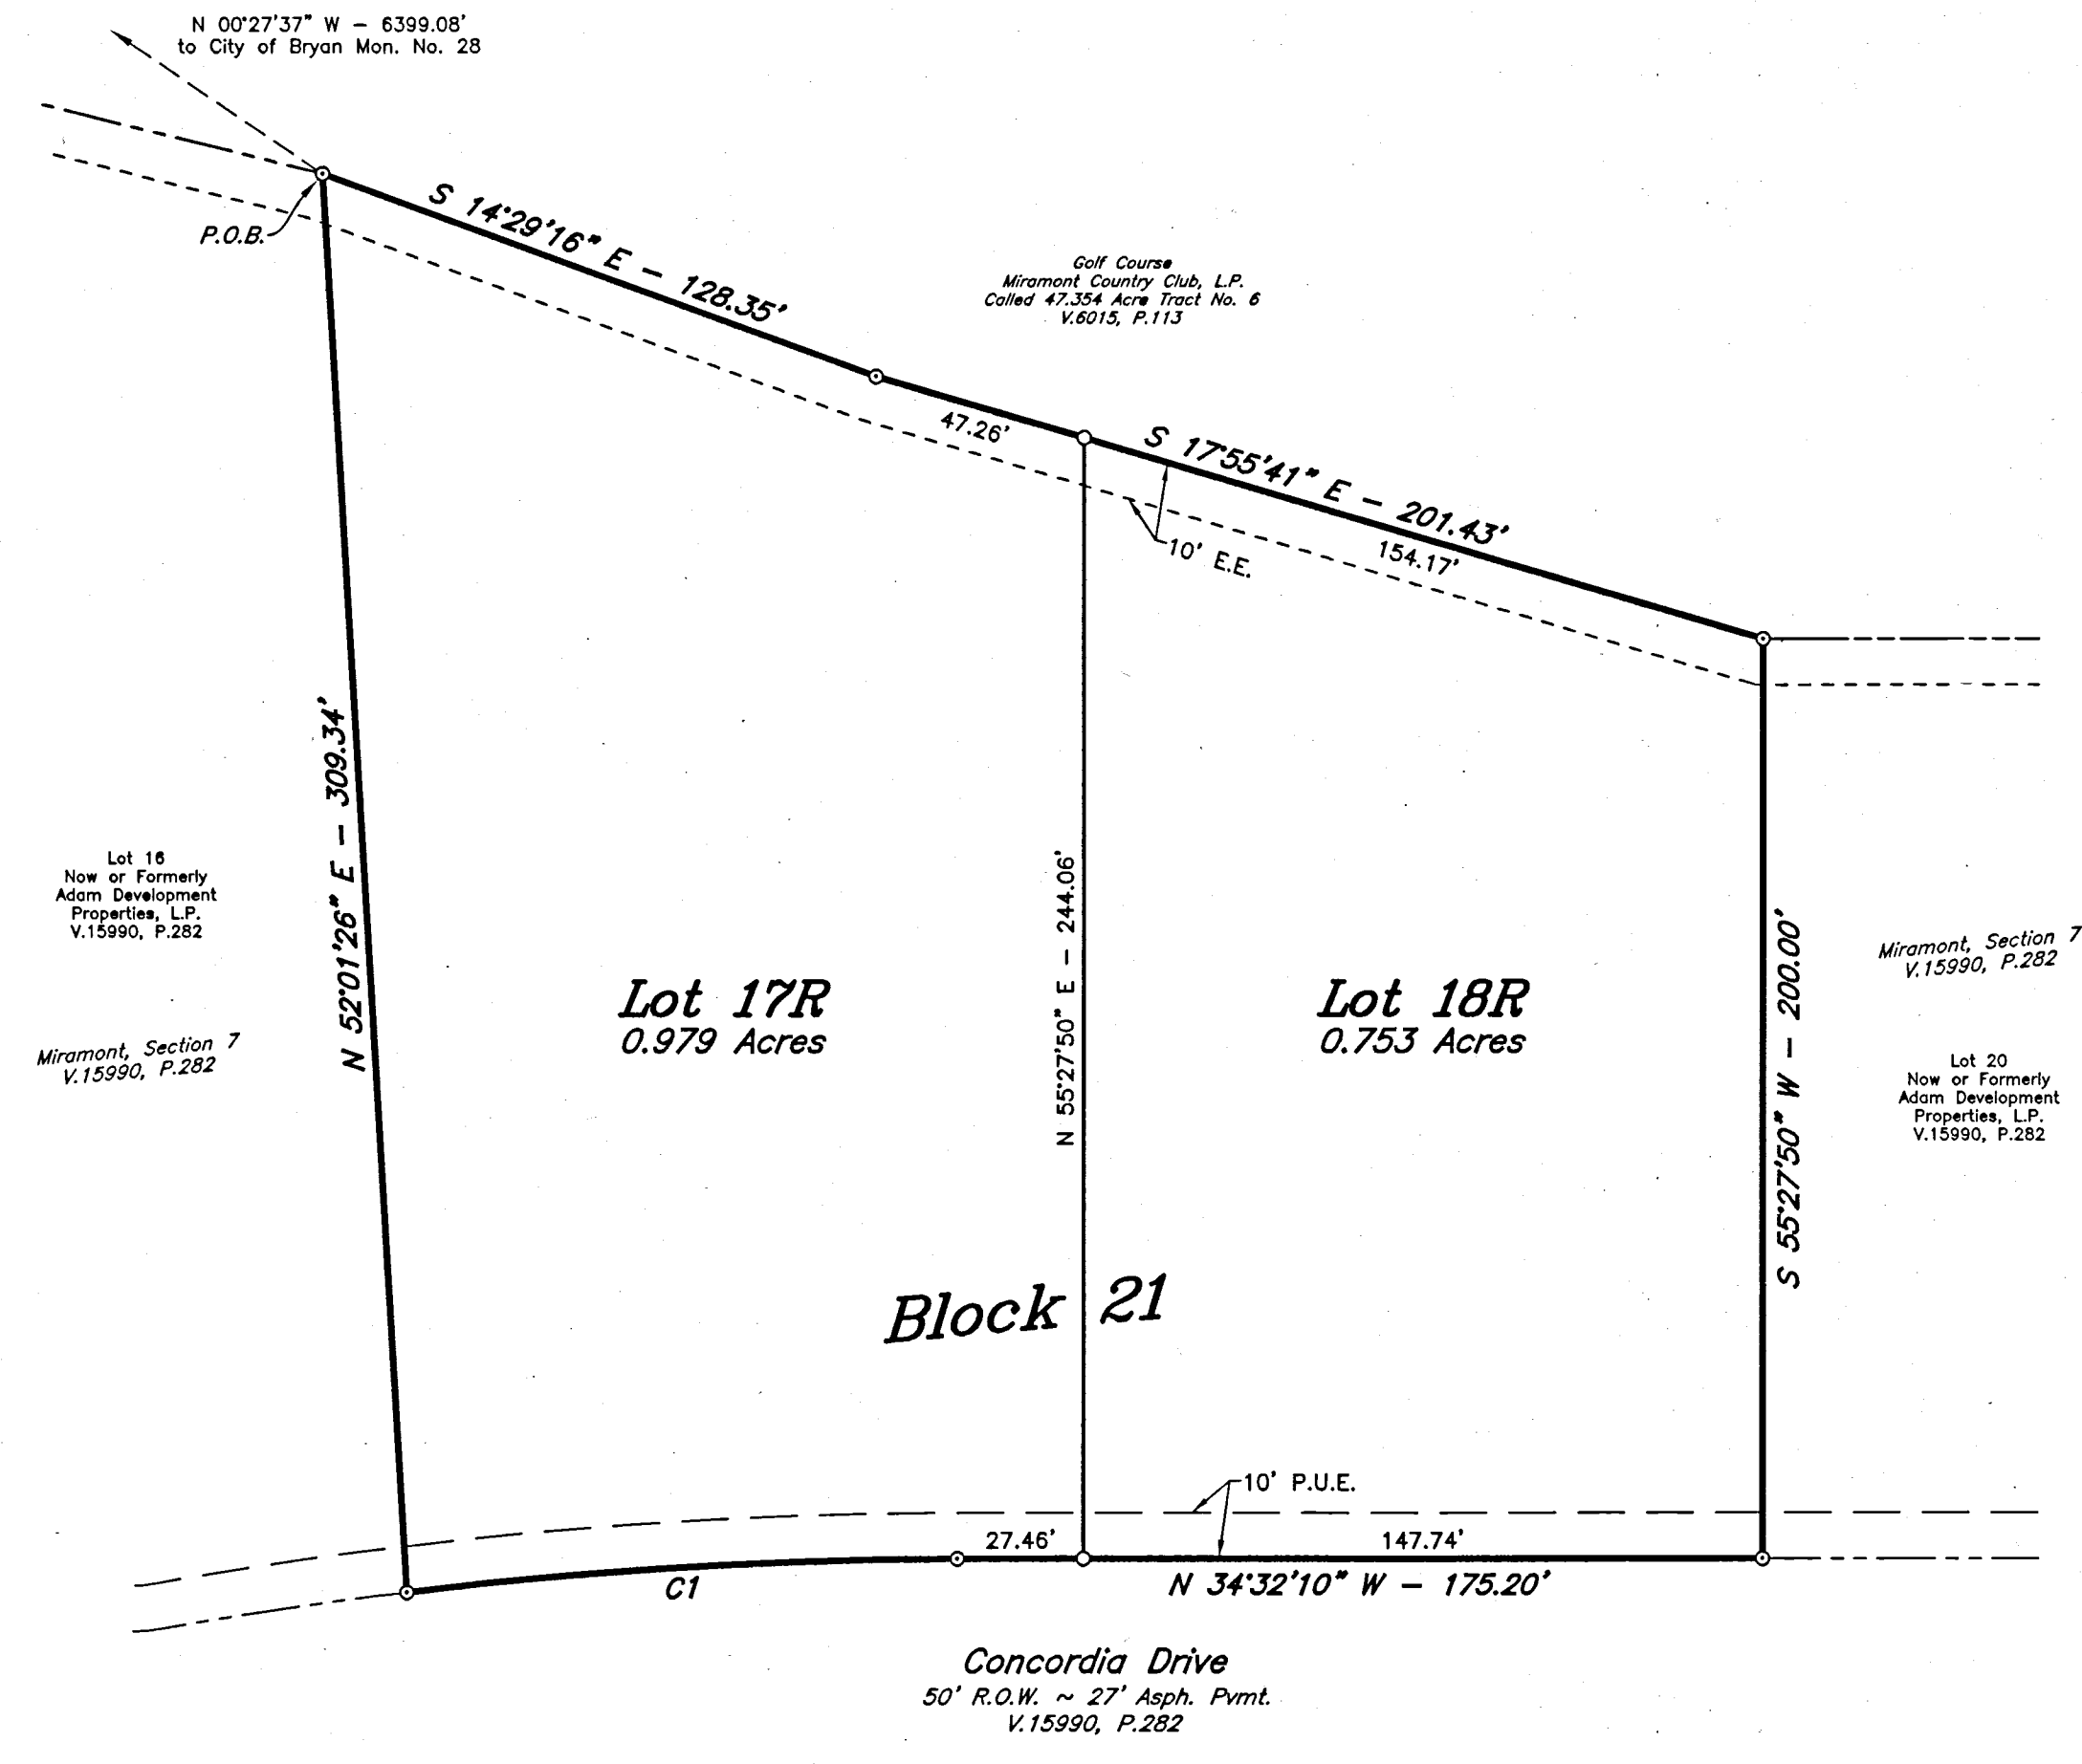 N 00°27'37" W – 6399.08'
to City of Bryan Mon. No. 28
P.O.B.
S 14°29'16" E – 128.35'
Golf Course
Miramont Country Club, L.P.
Called 47.354 Acre Tract No. 6
V.6015, P.113
47.26'
S 17°55'41" E – 201.43'
154.17'
10' E.E.
N 52°01'26" E – 309.34'
Lot 16
Now or Formerly
Adam Development
Properties, L.P.
V.15990, P.282
Miramont, Section 7
V.15990, P.282
Lot 17R
0.979 Acres
N 55°27'50" E – 244.06'
Lot 18R
0.753 Acres
S 55°27'50" W – 200.00'
Miramont, Section 7
V.15990, P.282
Lot 20
Now or Formerly
Adam Development
Properties, L.P.
V.15990, P.282
Block 21
10' P.U.E.
27.46'
147.74'
C1
N 34°32'10" W – 175.20'
Concordia Drive
50' R.O.W. ~ 27' Asph. Pvmt.
V.15990, P.282